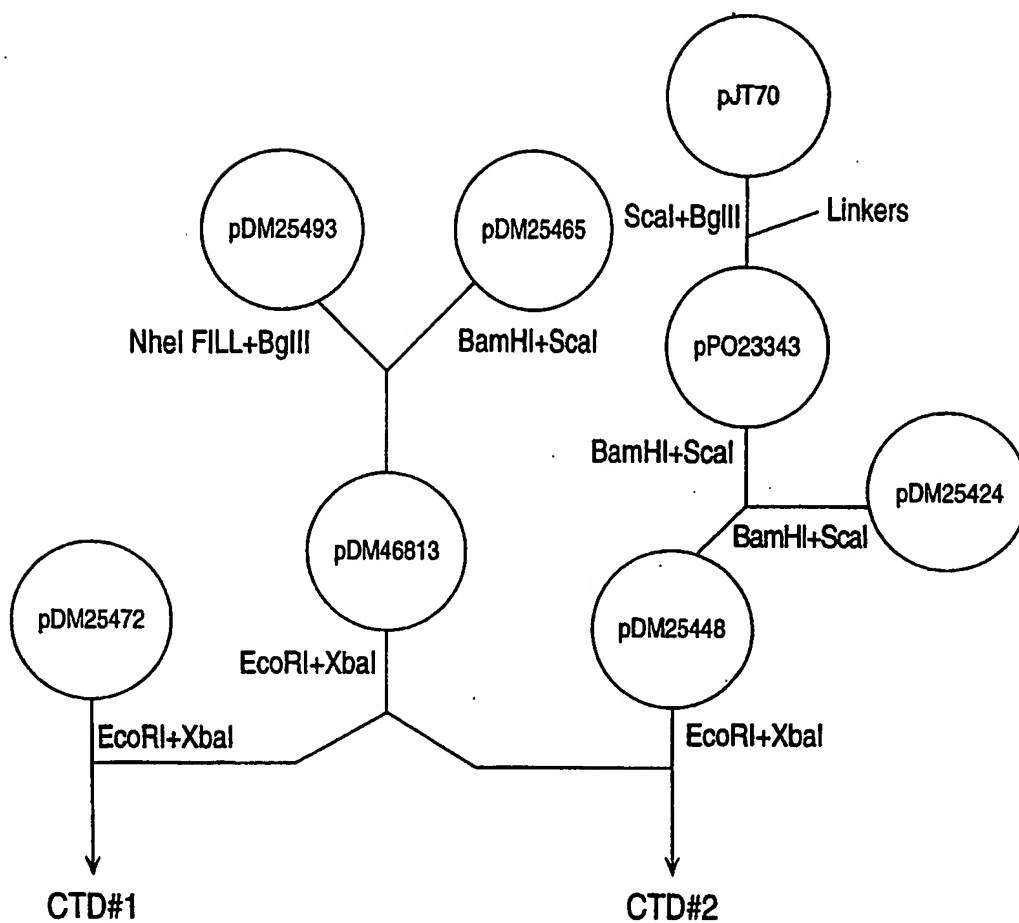 pJT70
ScaI+BglII
Linkers
pDM25493
pDM25465
NheI FILL+BglII
BamHI+ScaI
pPO23343
BamHI+ScaI
pDM25424
BamHI+ScaI
pDM46813
pDM25472
pDM25448
EcoRI+XbaI
EcoRI+XbaI
EcoRI+XbaI
CTD#1
CTD#2